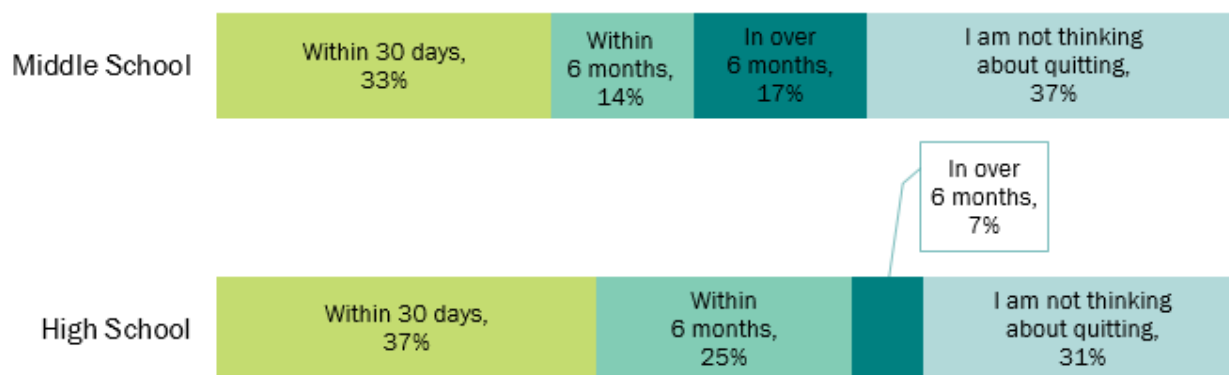 Middle School
Within 30 days,
33%
Within
6 months,
14%
In over
6 months,
17%
I am not thinking
about quitting,
37%
In over
6 months,
7%
High School
Within 30 days,
37%
Within
6 months,
25%
I am not thinking
about quitting,
31%